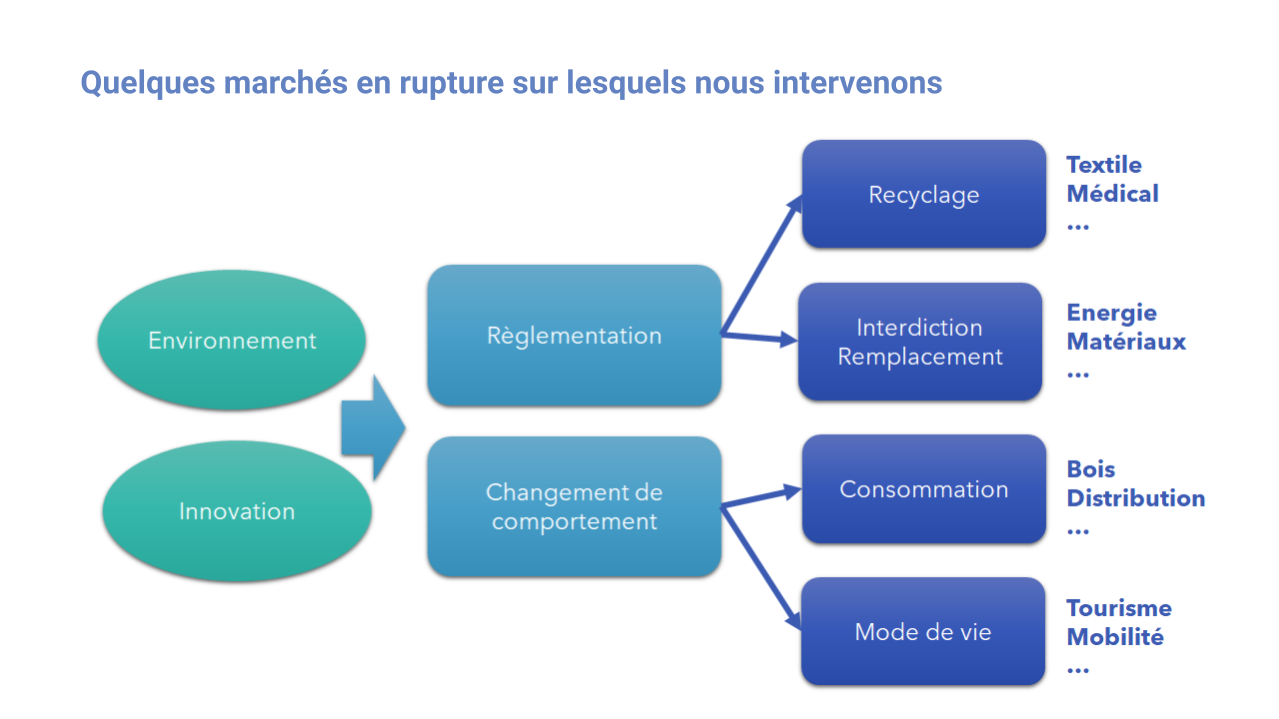 Quelques marchés en rupture sur lesquels nous intervenons
Environnement
Innovation
Règlementation
Changement de
comportement
Recyclage
Textile
Médical
...
Interdiction
Remplacement
Energie
Matériaux
...
Consommation
Bois
Distribution
...
Mode de vie
Tourisme
Mobilité
...